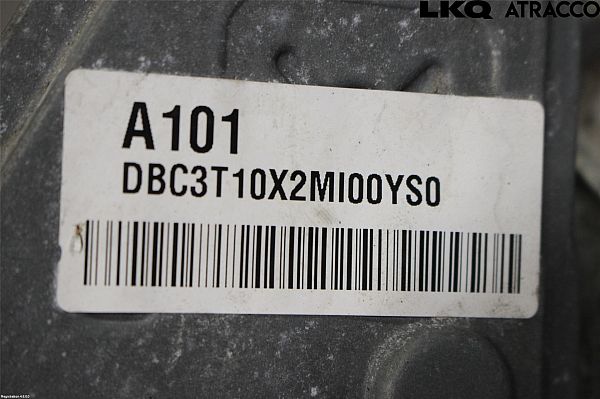 LKQ ATRACCO
A101
DBC3T10X2MI00YS0